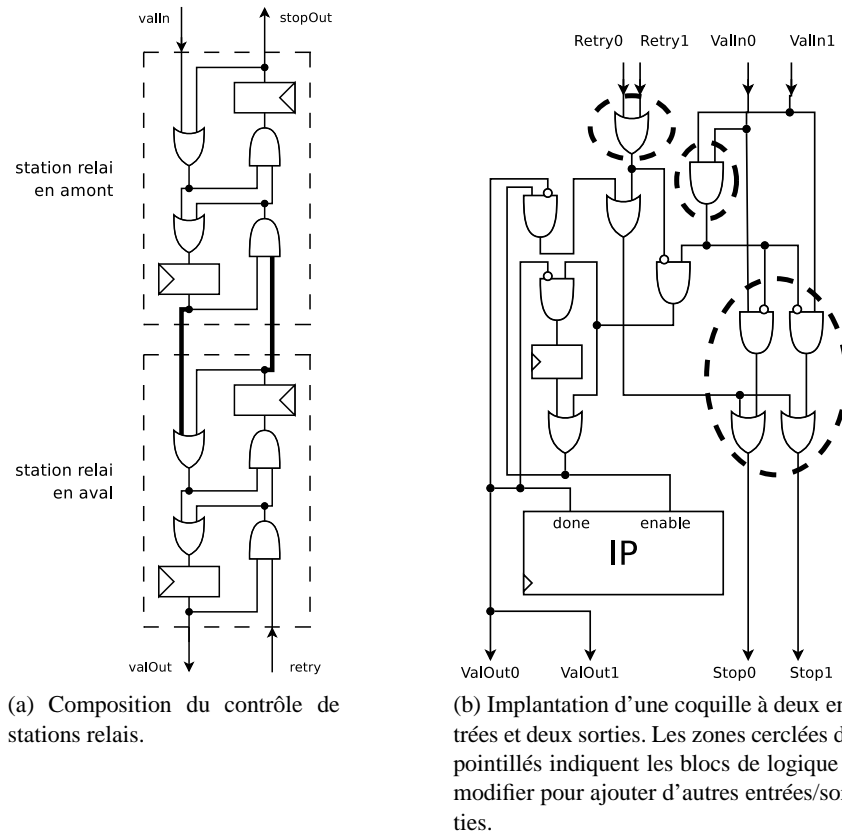 valIn
stopOut
station relai
en amont
station relai
en aval
valOut
retry
(a) Composition du contrôle de
stations relais.
Retry0 Retry1 ValIn0 ValIn1
done enable
IP
ValOut0 ValOut1 Stop0 Stop1
(b) Implantation d'une coquille à deux en
trées et deux sorties. Les zones cerclées d
pointillés indiquent les blocs de logique
modifier pour ajouter d'autres entrées/sor
ties.